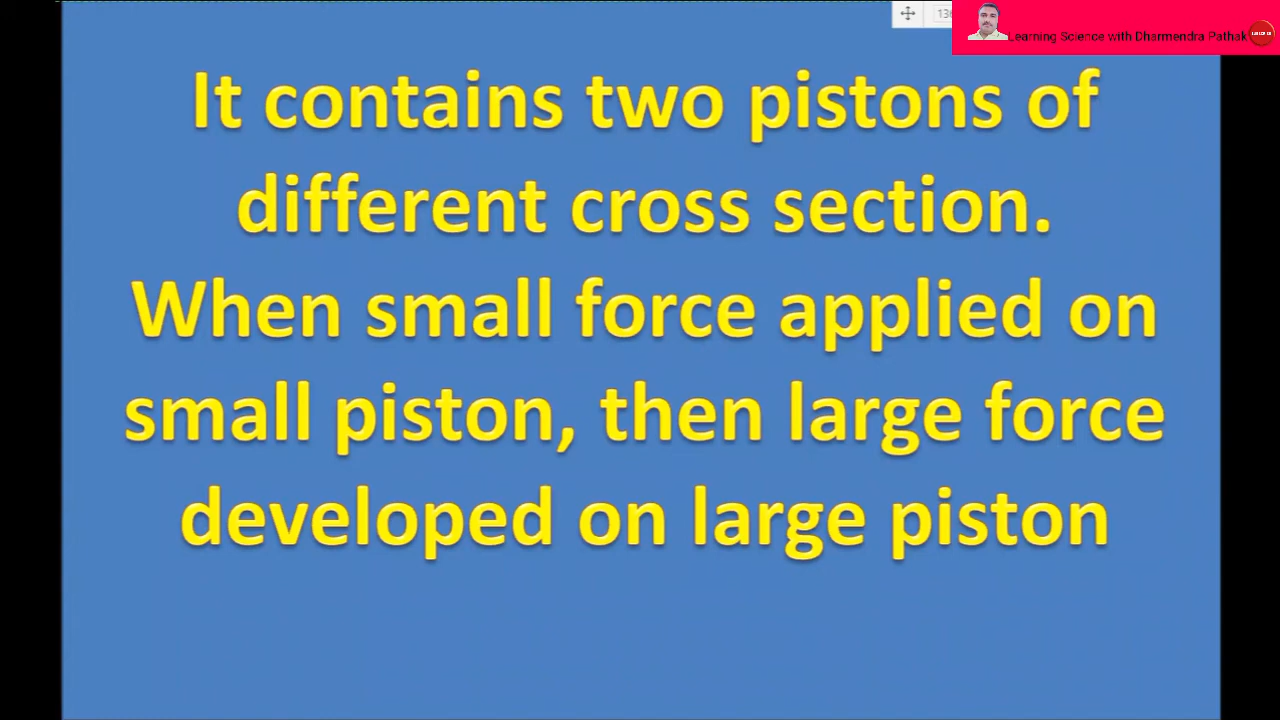 136
Learning Science with Dharmendra Pathak
It contains two pistons of
different cross section.
When small force applied on
small piston, then large force
developed on large piston